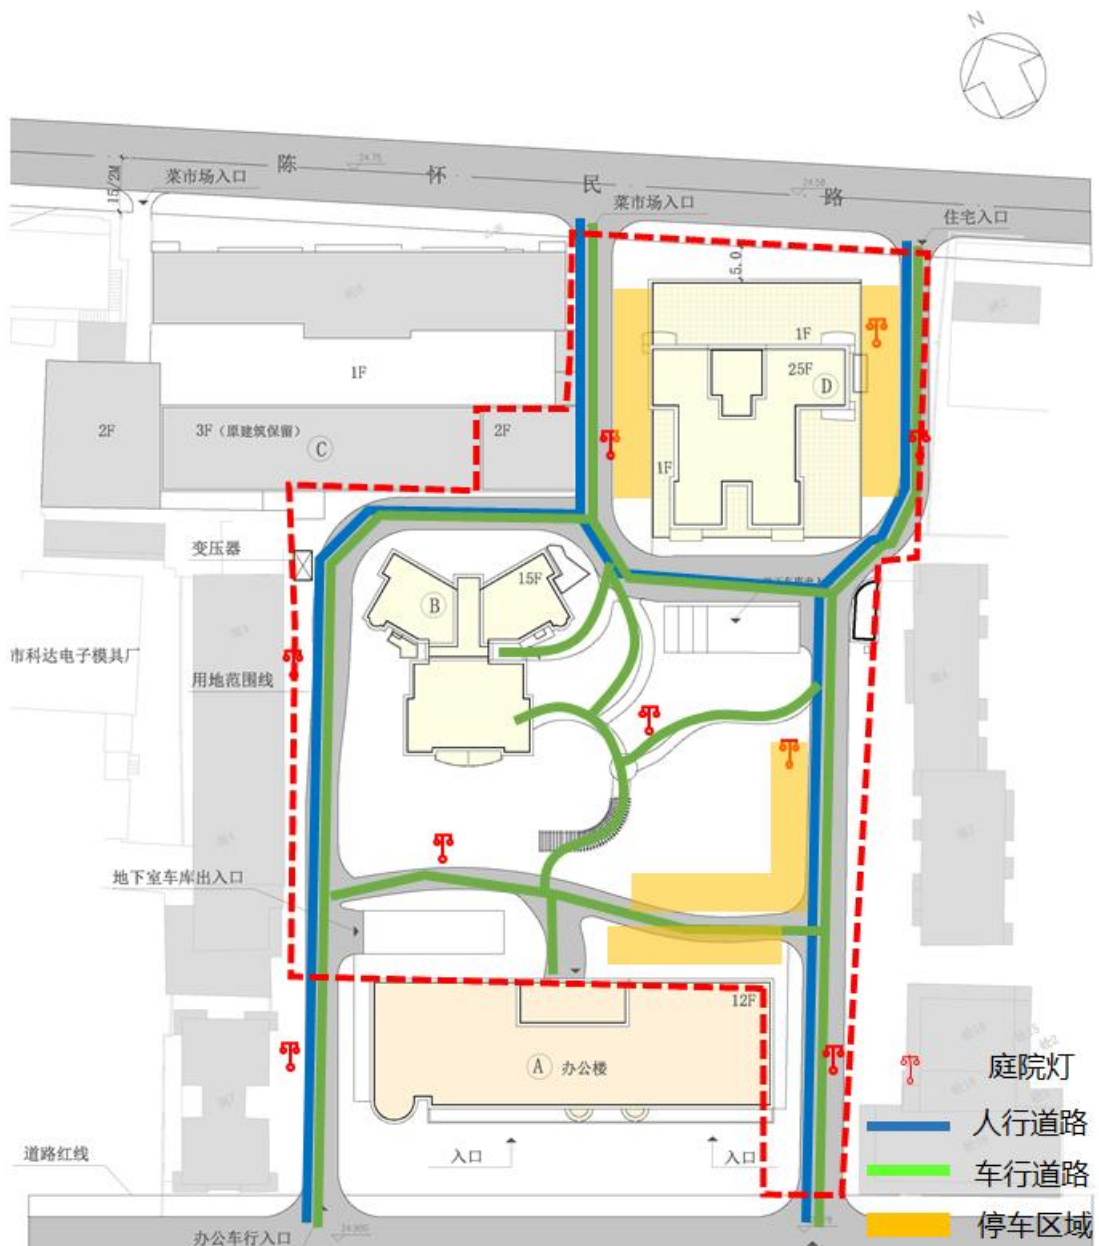 N
24.75
陈怀民路
24.50
菜市场入口
15/2M
菜市场入口
住宅入口
5.0
1F
1F
25F
D
2F
3F（原建筑保留）
C
2F
1F
变压器
15F
B
市科达电子模具厂
用地范围线
地下室车库出入口
12F
A 办公楼
庭院灯
人行道路
入口
入口
道路红线
车行道路
停车区域
办公车行入口